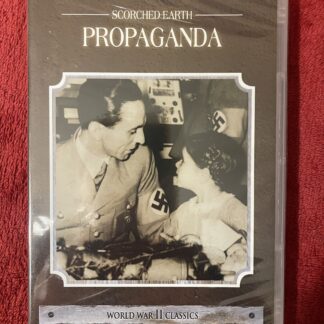 SCORCHED EARTH
PROPAGANDA
WORLD WAR II CLASSICS